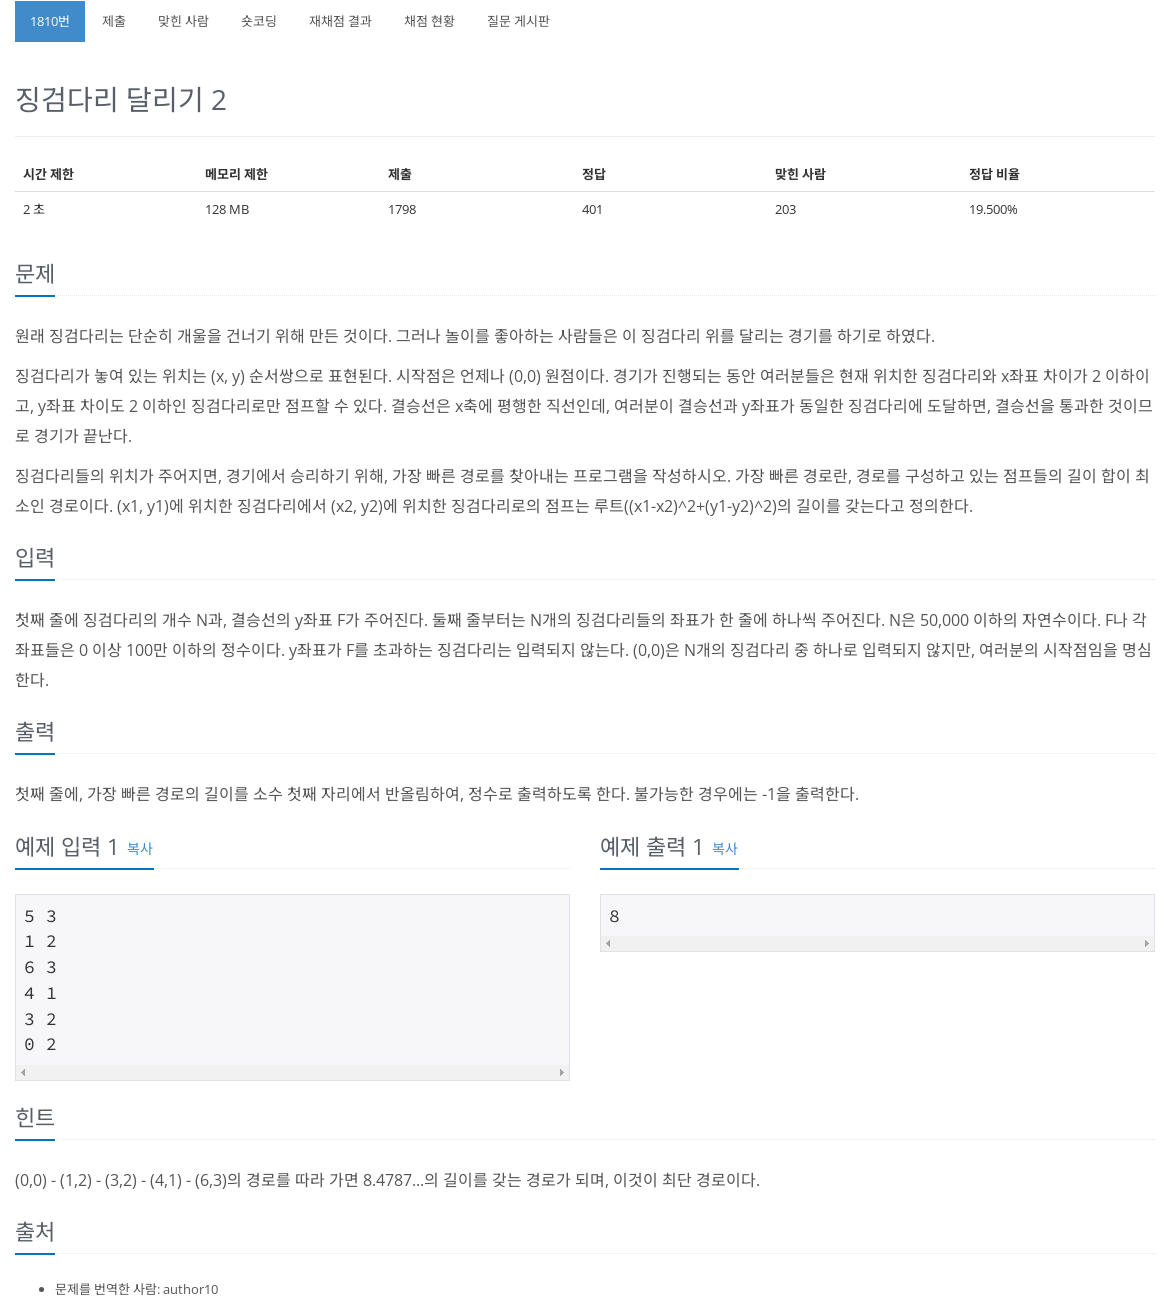 1810번 제출 맞힌 사람 숏코딩 재채점 결과 채점 현황 질문 게시판
징검다리 달리기 2
시간 제한 메모리 제한 제출 정답 맞힌 사람 정답 비율
2 초 128 MB 1798 401 203 19.500%
문제
원래 징검다리는 단순히 개울을 건너기 위해 만든 것이다. 그러나 놀이를 좋아하는 사람들은 이 징검다리 위를 달리는 경기를 하기로 하였다.
징검다리가 놓여 있는 위치는 (x, y) 순서쌍으로 표현된다. 시작점은 언제나 (0,0) 원점이다. 경기가 진행되는 동안 여러분들은 현재 위치한 징검다리와 x좌표 차이가 2 이하이
고, y좌표 차이도 2 이하인 징검다리로만 점프할 수 있다. 결승선은 x축에 평행한 직선인데, 여러분이 결승선과 y좌표가 동일한 징검다리에 도달하면, 결승선을 통과한 것이므
로 경기가 끝난다.
징검다리들의 위치가 주어지면, 경기에서 승리하기 위해, 가장 빠른 경로를 찾아내는 프로그램을 작성하시오. 가장 빠른 경로란, 경로를 구성하고 있는 점프들의 길이 합이 최
소인 경로이다. (x1, y1)에 위치한 징검다리에서 (x2, y2)에 위치한 징검다리로의 점프는 루트((x1-x2)^2+(y1-y2)^2)의 길이를 갖는다고 정의한다.
입력
첫째 줄에 징검다리의 개수 N과, 결승선의 y좌표 F가 주어진다. 둘째 줄부터는 N개의 징검다리들의 좌표가 한 줄에 하나씩 주어진다. N은 50,000 이하의 자연수이다. F나 각
좌표들은 0 이상 100만 이하의 정수이다. y좌표가 F를 초과하는 징검다리는 입력되지 않는다. (0,0)은 N개의 징검다리 중 하나로 입력되지 않지만, 여러분의 시작점임을 명심
한다.
출력
첫째 줄에, 가장 빠른 경로의 길이를 소수 첫째 자리에서 반올림하여, 정수로 출력하도록 한다. 불가능한 경우에는 -1을 출력한다.
예제 입력 1 복사
5 3
1 2
6 3
4 1
3 2
0 2
예제 출력 1 복사
8
힌트
(0,0) - (1,2) - (3,2) - (4,1) - (6,3)의 경로를 따라 가면 8.4787...의 길이를 갖는 경로가 되며, 이것이 최단 경로이다.
출처
문제를 번역한 사람: author10